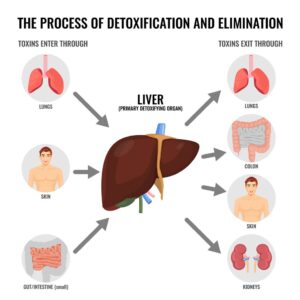 THE PROCESS OF DETOXIFICATION AND ELIMINATION
TOXINS ENTER THROUGH
TOXINS EXIT THROUGH
LUNGS
LIVER
(PRIMARY DETOXIFYING ORGAN)
LUNGS
COLON
SKIN
SKIN
GUT/INTESTINE (small)
KIDNEYS